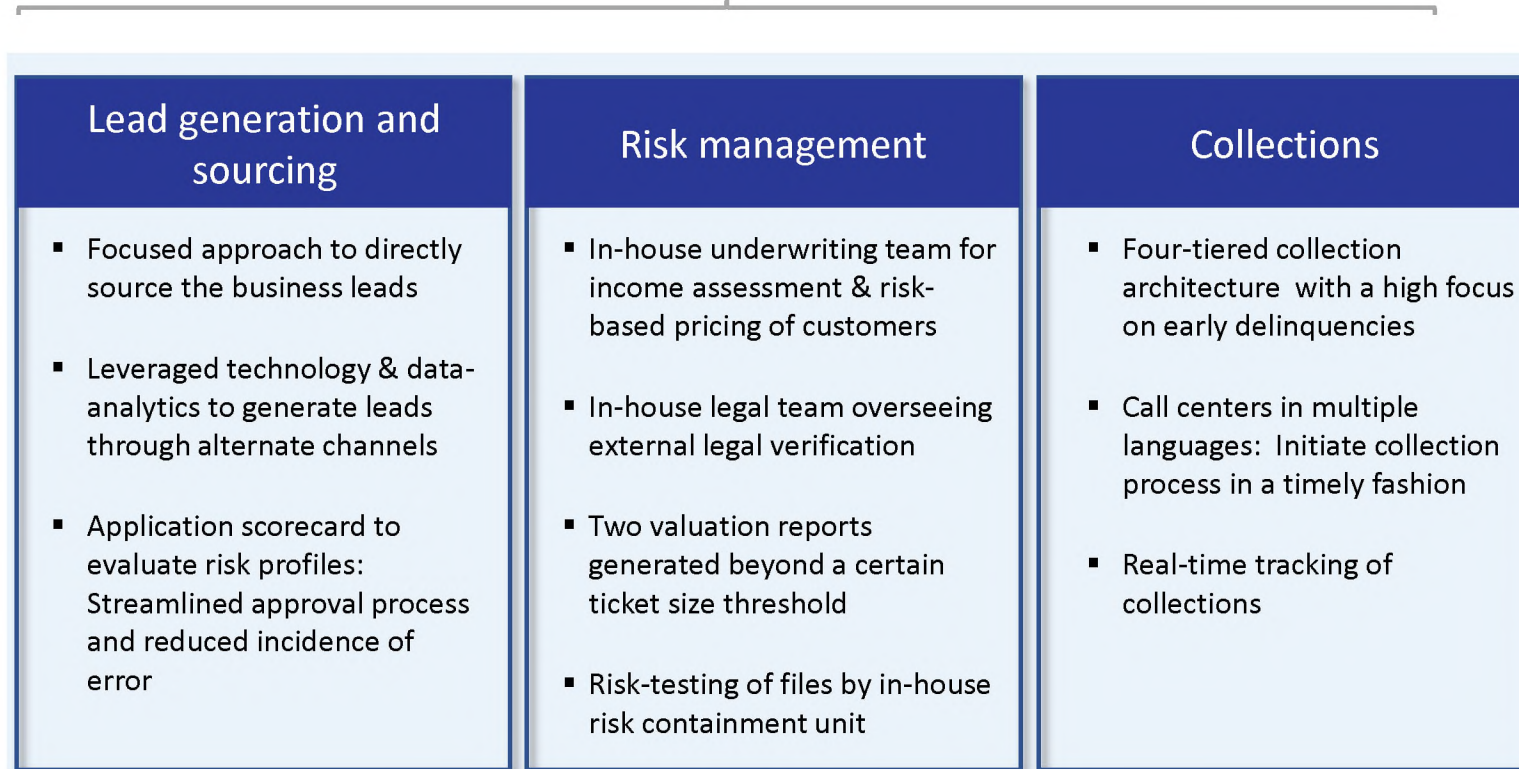 Lead generation and
sourcing
▪ Focused approach to directly
source the business leads
▪ Leveraged technology & data-
analytics to generate leads
through alternate channels
▪ Application scorecard to
evaluate risk profiles:
Streamlined approval process
and reduced incidence of
error
Risk management
▪ In-house underwriting team for
income assessment & risk-
based pricing of customers
▪ In-house legal team overseeing
external legal verification
▪ Two valuation reports
generated beyond a certain
ticket size threshold
▪ Risk-testing of files by in-house
risk containment unit
Collections
▪ Four-tiered collection
architecture  with a high focus
on early delinquencies
▪ Call centers in multiple
languages:  Initiate collection
process in a timely fashion
▪ Real-time tracking of
collections